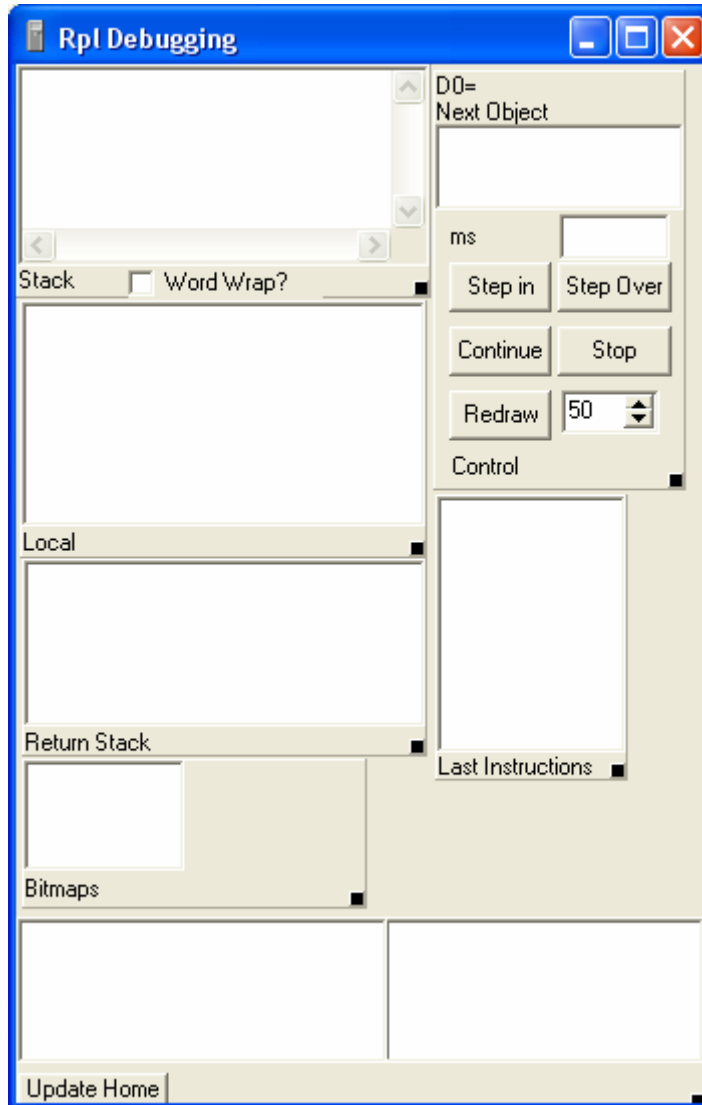 Rpl Debugging
Stack
Word Wrap?
Local
Return Stack
Bitmaps
D0=
Next Object
ms
Step in
Step Over
Continue
Stop
Redraw
50
Control
Last Instructions
Update Home